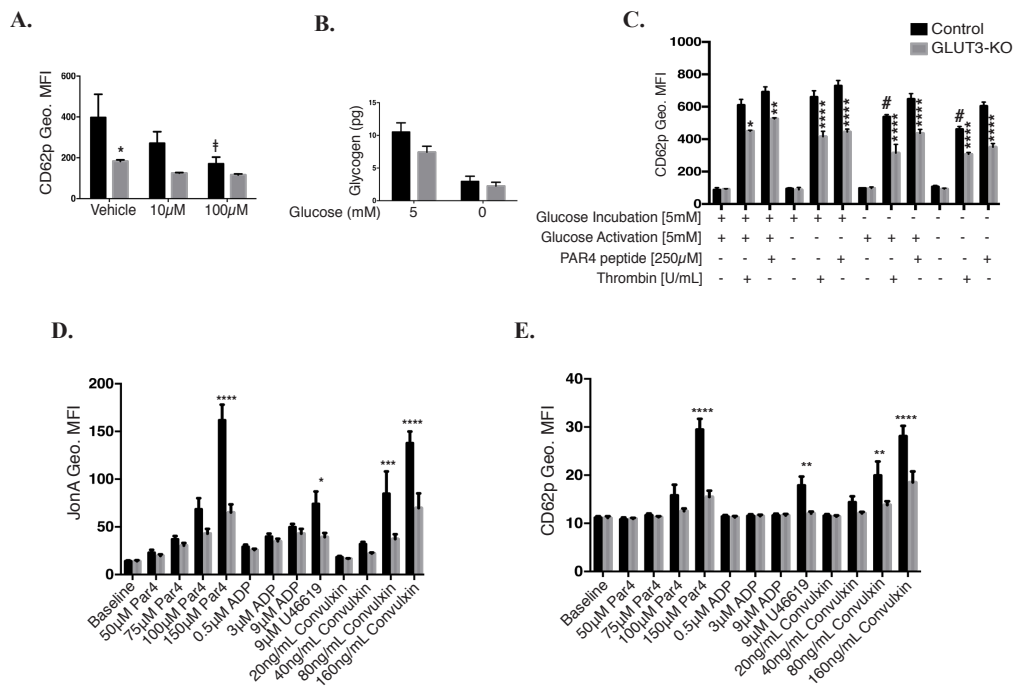 A.
CD62p Geo. MFI
600
400
200
0
*
‡
Vehicle 10µM 100µM
B.
Glycogen (pg)
15
10
5
0
Glucose (mM) 5 0
C.
Control
GLUT3-KO
CD62p Geo. MFI
1000
800
600
400
200
0
* ** **** **** # **** **** # **** ****
Glucose Incubation [5mM] + + + + + + - - - - - -
Glucose Activation [5mM] + + + - - - + + + - - -
PAR4 peptide [250µM] - - + - - + - - + - - +
Thrombin [U/mL] - + - - + - - + - - + -
D.
JonA Geo. MFI
200
150
100
50
0
**** * *** ****
Baseline
50µM Par4
75µM Par4
100µM Par4
150µM Par4
0.5µM ADP
3µM ADP
9µM ADP
9µM U46619
20ng/mL Convulxin
40ng/mL Convulxin
80ng/mL Convulxin
160ng/mL Convulxin
E.
CD62p Geo. MFI
40
30
20
10
0
**** ** ** ****
Baseline
50µM Par4
75µM Par4
100µM Par4
150µM Par4
0.5µM ADP
3µM ADP
9µM ADP
9µM U46619
20ng/mL Convulxin
40ng/mL Convulxin
80ng/mL Convulxin
160ng/mL Convulxin